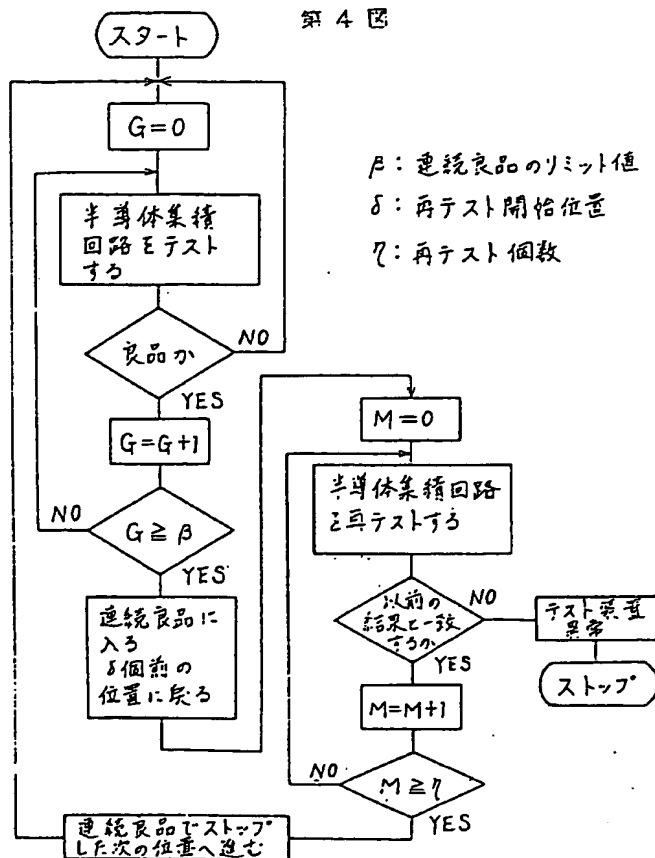 第4図
スタート
G=0
β: 連続良品のリミット値
δ: 再テスト開始位置
η: 再テスト個数
半導体集積
回路をテスト
する
良品か
NO
YES
G=G+1
G≧β
NO
YES
連続良品に
入る
δ個前の
位置に戻る
M=0
半導体集積回路
を再テストする
以前の
結果と一致
するか
NO
YES
テスト装置
異常
ストップ
M=M+1
M≧η
NO
YES
連続良品でストップ
した次の位置へ進む